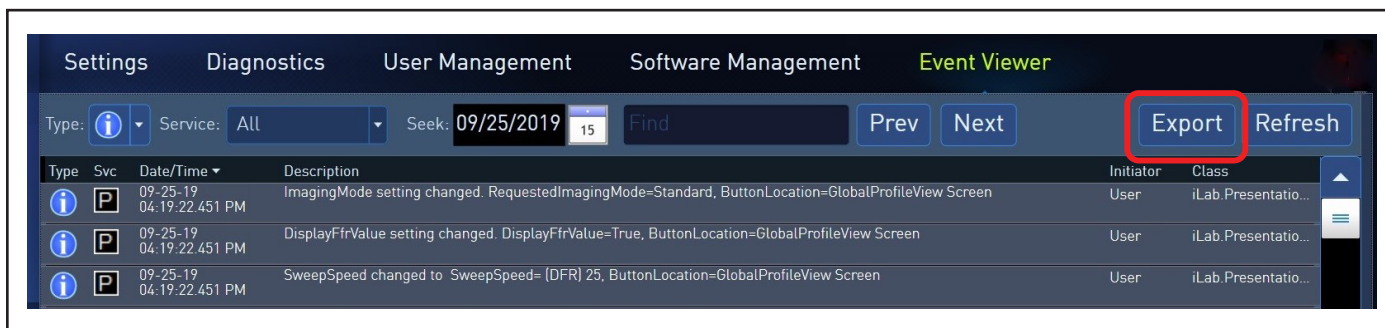 Settings Diagnostics User Management Software Management Event Viewer
Type: Service: All Seek: 09/25/2019 15 Find Prev Next Export Refresh
Type Svc Date/Time Description Initiator Class
P 09-25-19 ImagingMode setting changed. RequestedImagingMode=Standard, ButtonLocation=GlobalProfileView Screen User iLab.Presentatio...
04:19:22.451 PM
P 09-25-19 DisplayFfrValue setting changed. DisplayFfrValue=True, ButtonLocation=GlobalProfileView Screen User iLab.Presentatio...
04:19:22.451 PM
P 09-25-19 SweepSpeed changed to SweepSpeed= (DFR) 25, ButtonLocation=GlobalProfileView Screen User iLab.Presentatio...
04:19:22.451 PM